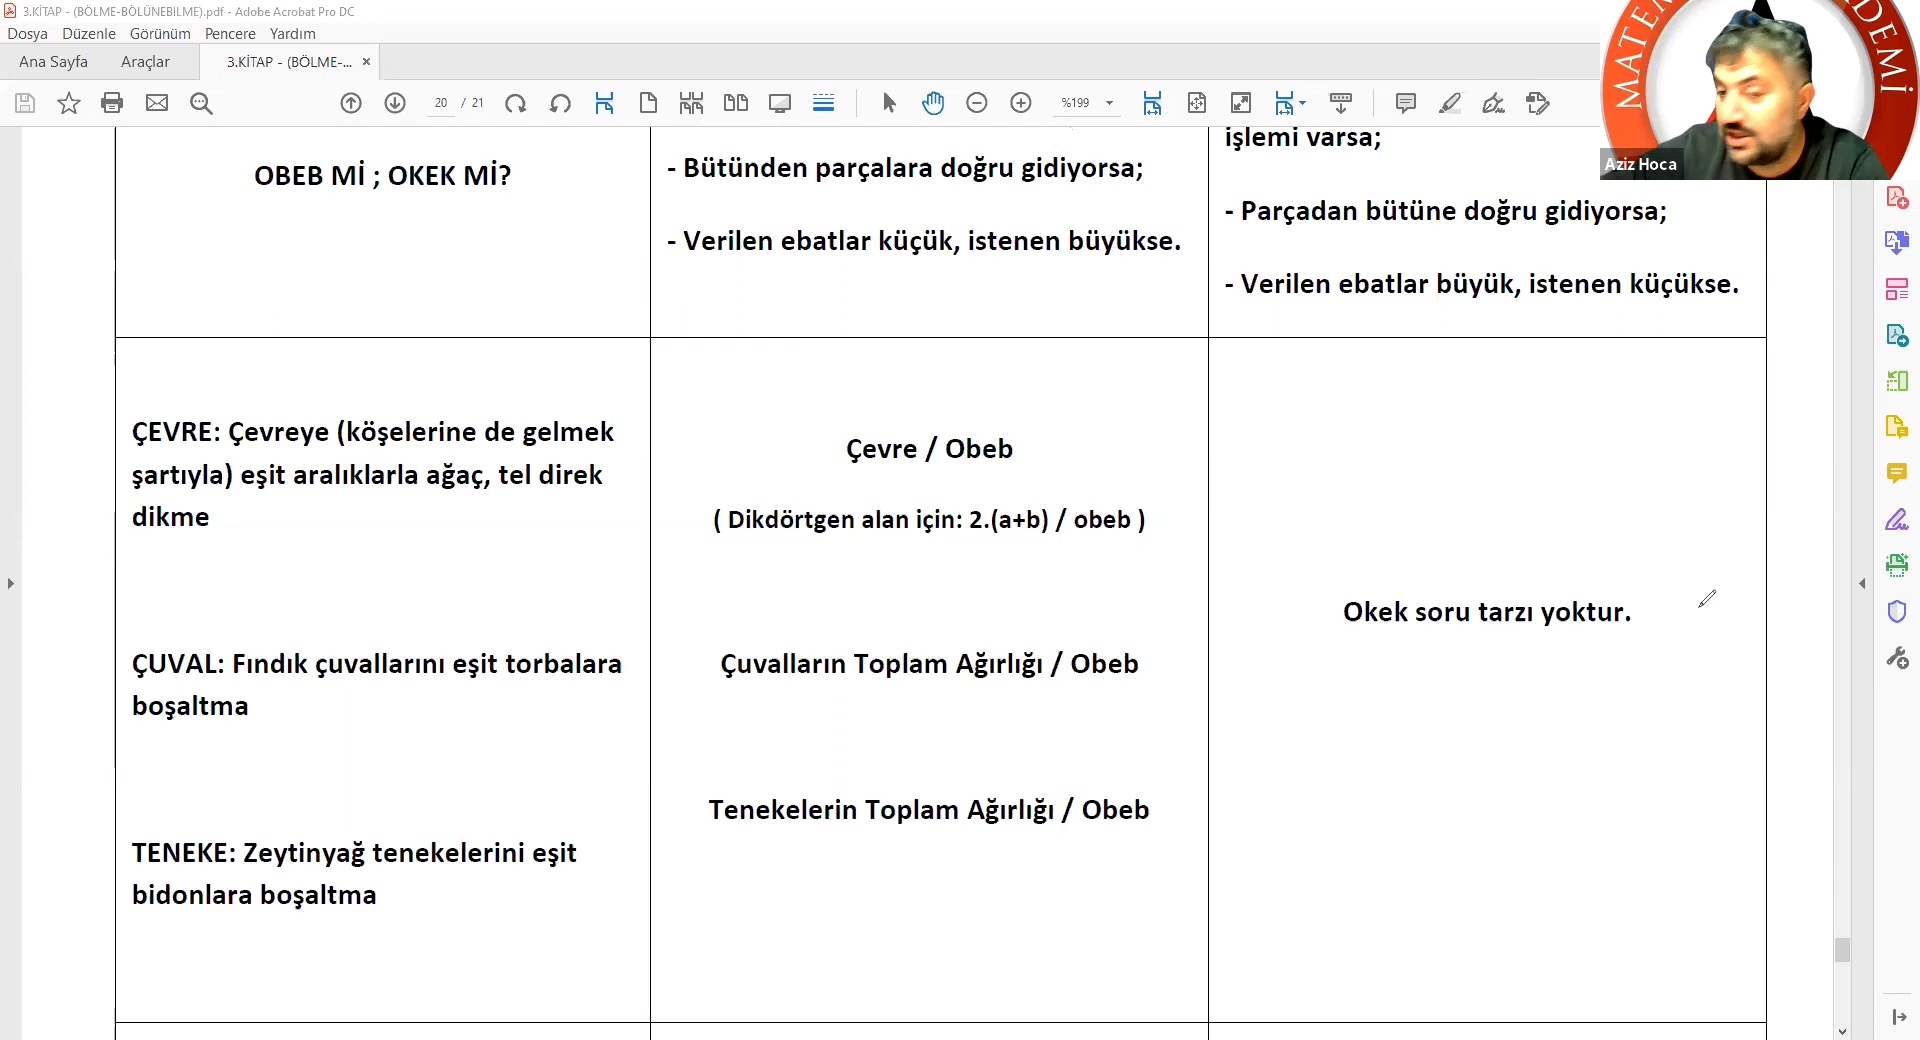 3.KİTAP - (BÖLME-BÖLÜNEBİLME).pdf - Adobe Acrobat Pro DC
Dosya Düzenle Görünüm Pencere Yardım
Ana Sayfa Araçlar 3.KİTAP - (BÖLME-... ×
20 / 21 %199
Aziz Hoca
OBEB Mİ ; OKEK Mİ?
- Bütünden parçalara doğru gidiyorsa;
- Verilen ebatlar küçük, istenen büyükse.
işlemi varsa;
- Parçadan bütüne doğru gidiyorsa;
- Verilen ebatlar büyük, istenen küçükse.
ÇEVRE: Çevreye (köşelerine de gelmek
şartıyla) eşit aralıklarla ağaç, tel direk
dikme
ÇUVAL: Fındık çuvallarını eşit torbalara
boşaltma
TENEKE: Zeytinyağ tenekelerini eşit
bidonlara boşaltma
Çevre / Obeb
( Dikdörtgen alan için: 2.(a+b) / obeb )
Çuvalların Toplam Ağırlığı / Obeb
Tenekelerin Toplam Ağırlığı / Obeb
Okek soru tarzı yoktur.